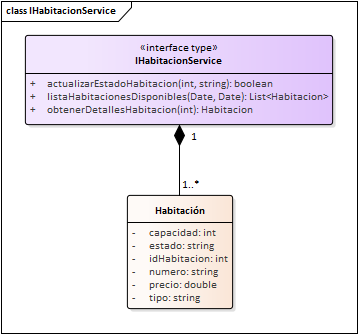 class IHabitacionService
«interface type»
IHabitacionService
+ actualizarEstadoHabitacion(int, string): boolean
+ listaHabitacionesDisponibles(Date, Date): List<Habitacion>
+ obtenerDetallesHabitacion(int): Habitacion
1
1..*
Habitación
- capacidad: int
- estado: string
- idHabitacion: int
- numero: string
- precio: double
- tipo: string